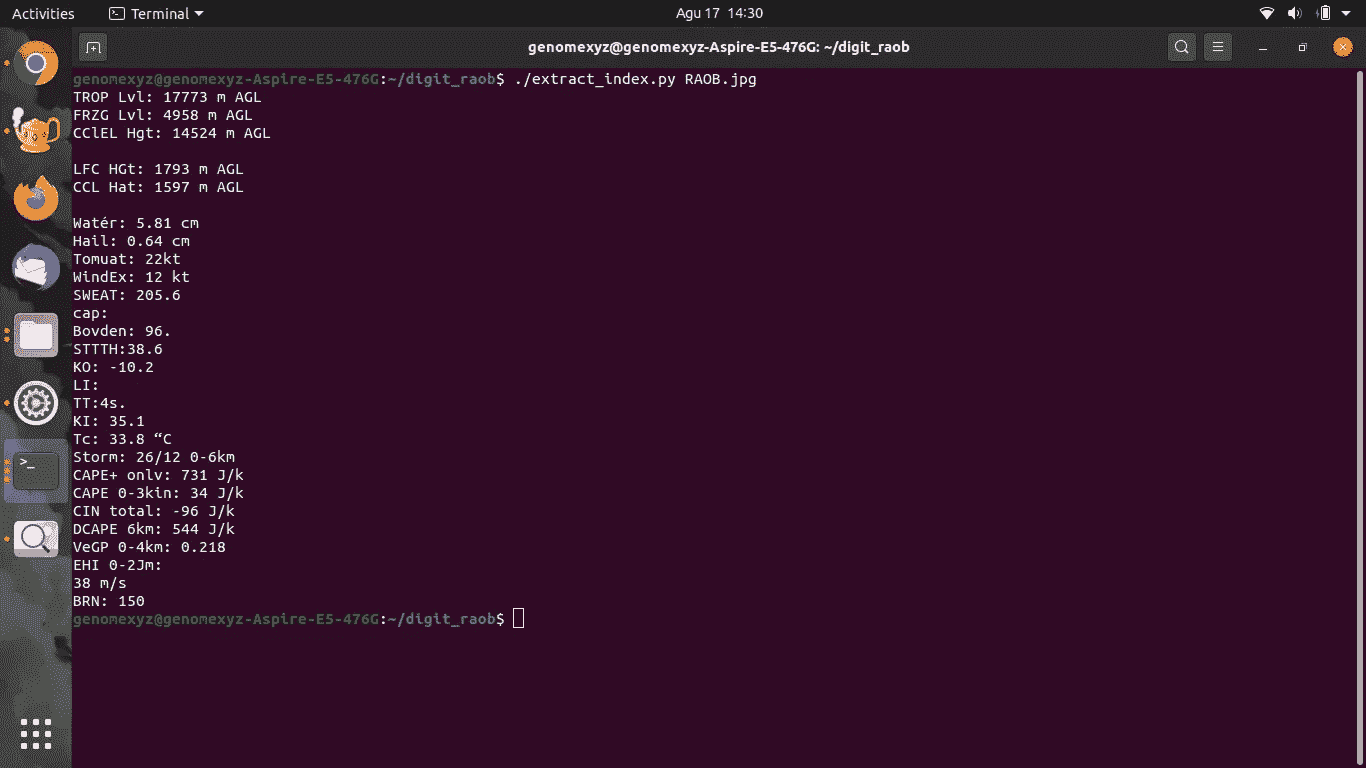 Activities Terminal Agu 17 14:30
genomexyz@genomexyz-Aspire-E5-476G: ~/digit_raob
genomexyz@genomexyz-Aspire-E5-476G:~/digit_raob$ ./extract_index.py RAOB.jpg
TROP Lvl: 17773 m AGL
FRZG Lvl: 4958 m AGL
CClEL Hgt: 14524 m AGL
LFC HGt: 1793 m AGL
CCL Hat: 1597 m AGL
Watér: 5.81 cm
Hail: 0.64 cm
Tomuat: 22kt
WindEx: 12 kt
SWEAT: 205.6
cap:
Bovden: 96.
STTTH:38.6
KO: -10.2
LI:
TT:4s.
KI: 35.1
Tc: 33.8 “C
Storm: 26/12 0-6km
CAPE+ onlv: 731 J/k
CAPE 0-3kin: 34 J/k
CIN total: -96 J/k
DCAPE 6km: 544 J/k
VeGP 0-4km: 0.218
EHI 0-2Jm:
38 m/s
BRN: 150
genomexyz@genomexyz-Aspire-E5-476G:~/digit_raob$